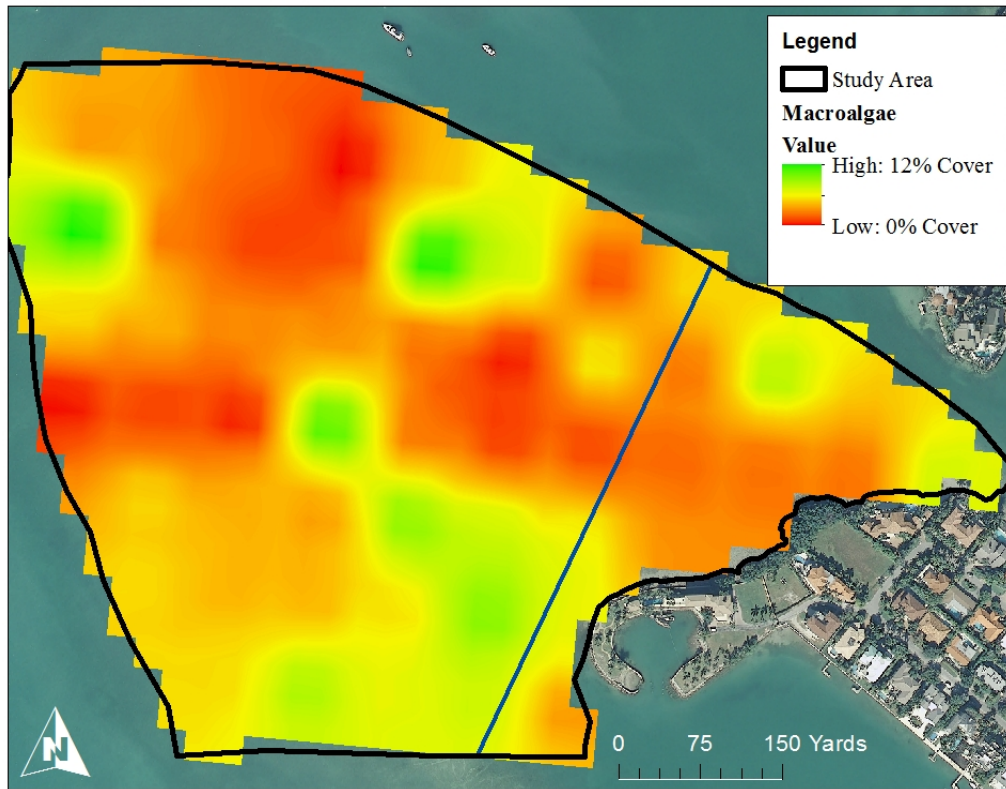 Legend
Study Area
Macroalgae
Value
High: 12% Cover
Low: 0% Cover
N
0 75 150 Yards